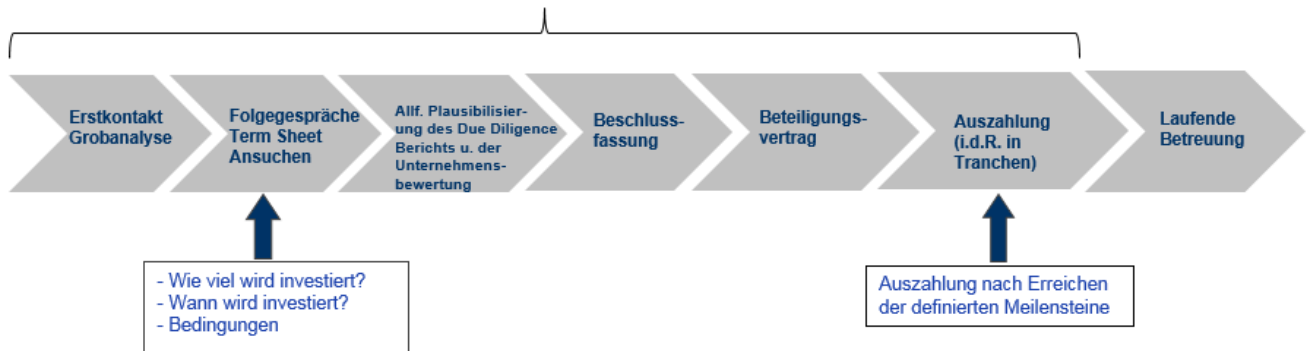 Erstkontakt
Grobanalyse
Folgegespräche
Term Sheet
Ansuchen
Allf. Plausibilisier-
ung des Due Diligence
Berichts u. der
Unternehmens-
bewertung
Beschluss-
fassung
Beteiligungs-
vertrag
Auszahlung
(i.d.R. in
Tranchen)
Laufende
Betreuung
- Wie viel wird investiert?
- Wann wird investiert?
- Bedingungen
Auszahlung nach Erreichen
der definierten Meilensteine